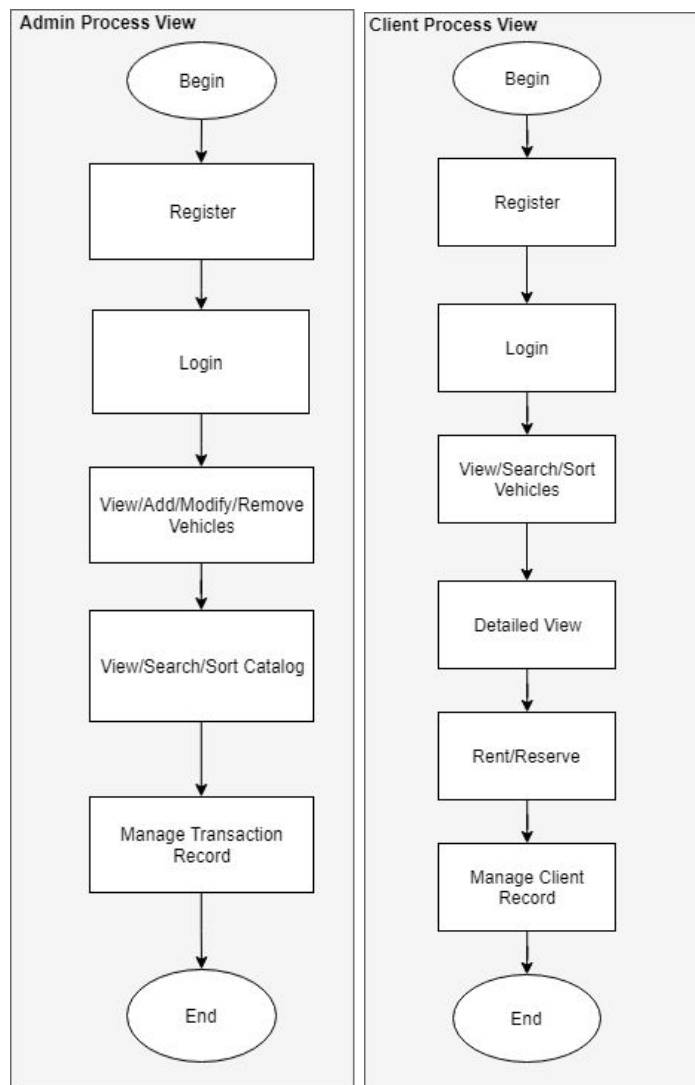 Admin Process View
Begin
Register
Login
View/Add/Modify/Remove
Vehicles
View/Search/Sort Catalog
Manage Transaction
Record
End
Client Process View
Begin
Register
Login
View/Search/Sort
Vehicles
Detailed View
Rent/Reserve
Manage Client
Record
End